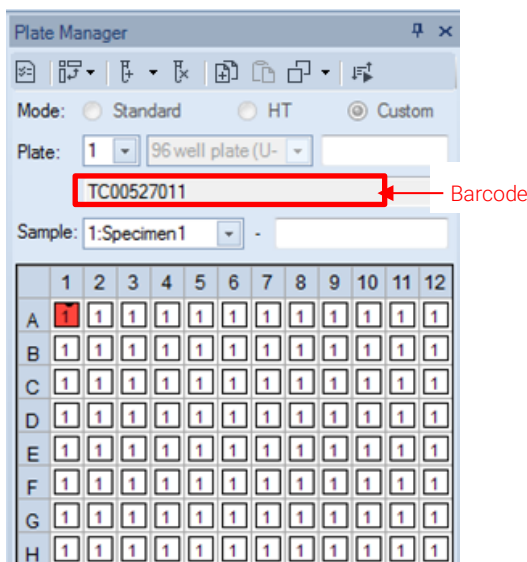 Plate Manager
Mode: Standard HT Custom
Plate: 1 96 well plate (U-
TC00527011 Barcode
Sample: 1:Specimen1 -
1 2 3 4 5 6 7 8 9 10 11 12
A 1 1 1 1 1 1 1 1 1 1 1 1
B 1 1 1 1 1 1 1 1 1 1 1 1
C 1 1 1 1 1 1 1 1 1 1 1 1
D 1 1 1 1 1 1 1 1 1 1 1 1
E 1 1 1 1 1 1 1 1 1 1 1 1
F 1 1 1 1 1 1 1 1 1 1 1 1
G 1 1 1 1 1 1 1 1 1 1 1 1
H 1 1 1 1 1 1 1 1 1 1 1 1